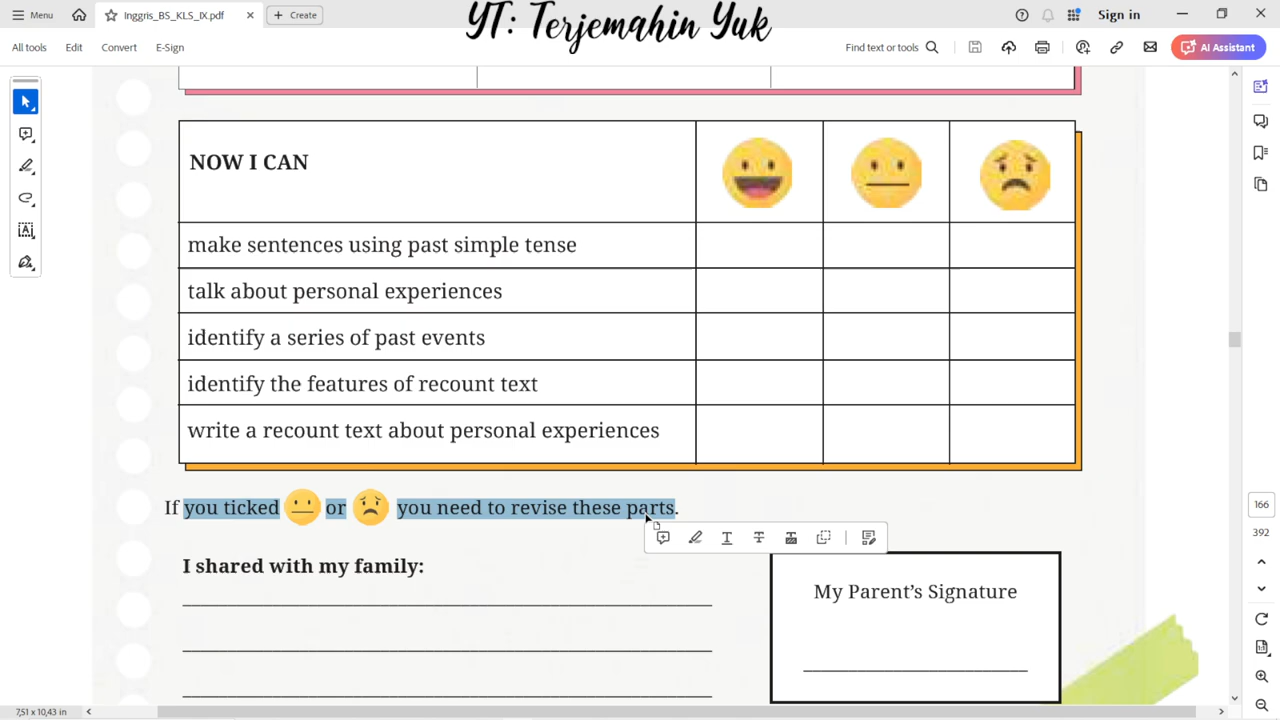 Menu
Inggris_BS_KLS_IX.pdf
Create
YT: Terjemahin Yuk
Sign in
All tools
Edit
Convert
E-Sign
Find text or tools
AI Assistant
NOW I CAN
make sentences using past simple tense
talk about personal experiences
identify a series of past events
identify the features of recount text
write a recount text about personal experiences
If you ticked or you need to revise these parts.
I shared with my family:
My Parent’s Signature
166
392
7,51 x 10,43 in